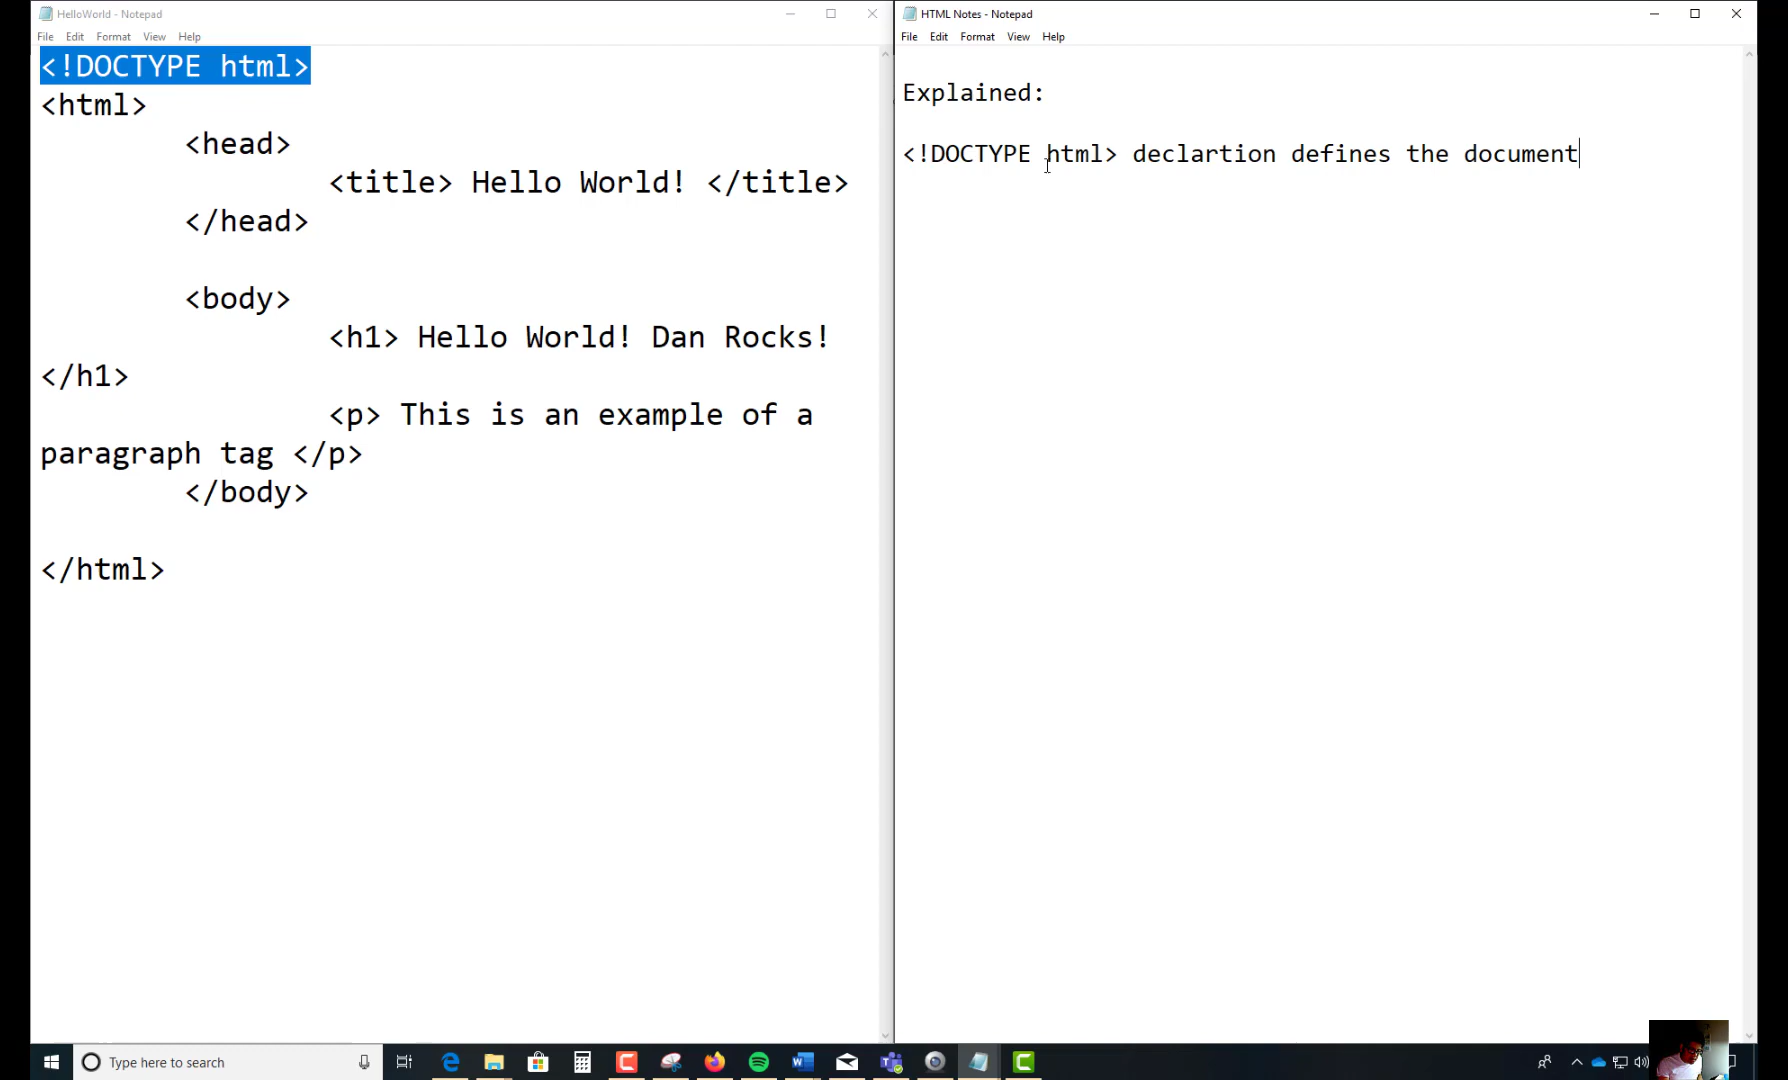 HelloWorld - Notepad
File Edit Format View Help
<!DOCTYPE html>
<html>
<head>
<title> Hello World! </title>
</head>
<body>
<h1> Hello World! Dan Rocks!
</h1>
<p> This is an example of a
paragraph tag </p>
</body>
</html>
HTML Notes - Notepad
File Edit Format View Help
Explained:
<!DOCTYPE html> declartion defines the document
Type here to search